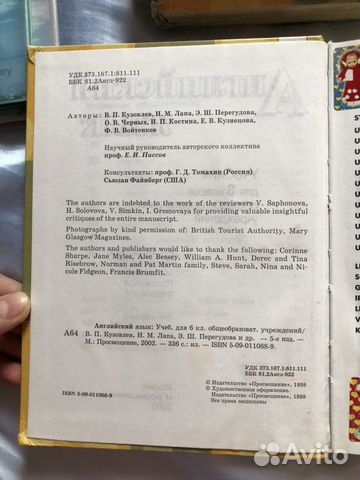 УДК 373.167.1:811.111
ББК 81.2Англ-922
А64
Авторы: В. П. Кузовлев, Н. М. Лапа, Э. Ш. Перегудова,
О. В. Черных, И. П. Костина, Е. В. Кузнецова,
Ф. В. Войтенков
Научный руководитель авторского коллектива
проф. Е. И. Пассов
Консультанты: проф. Г. Д. Томахин (Россия)
Сьюзан Файнберг (США)
The authors are indebted to the work of the reviewers V. Saphonova,
H. Solovova, V. Simkin, I. Gromovaya for providing valuable insightful
critiques of the entire manuscript.
Photographs by kind permission of: British Tourist Authority, Mary
Glasgow Magazines.
The authors and publishers would like to thank the following: Corinne
Sharpe, Jane Myles, Alec Bessey, William A. Hunt, Derec and Tina
Risebrow, Norman and Pat Martin family, Steve, Sarah, Nina and Ni-
cole Fidgeon, Francis Brumfit.
Английский язык: Учеб. для 6 кл. общеобразоват. учреждений/
А64 В. П. Кузовлев, Н. М. Лапа, Э. Ш. Перегудова и др. — 5-е изд. —
М.: Просвещение, 2002. — 336 с.: ил. — ISBN 5-09-011068-9.
УДК 373.167.1:811.111
ББК 81.2Англ-922
ISBN 5-09-011068-9
© Издательство «Просвещение», 1998
© Художественное оформление.
Издательство «Просвещение», 1998
Все права защищены
Avito